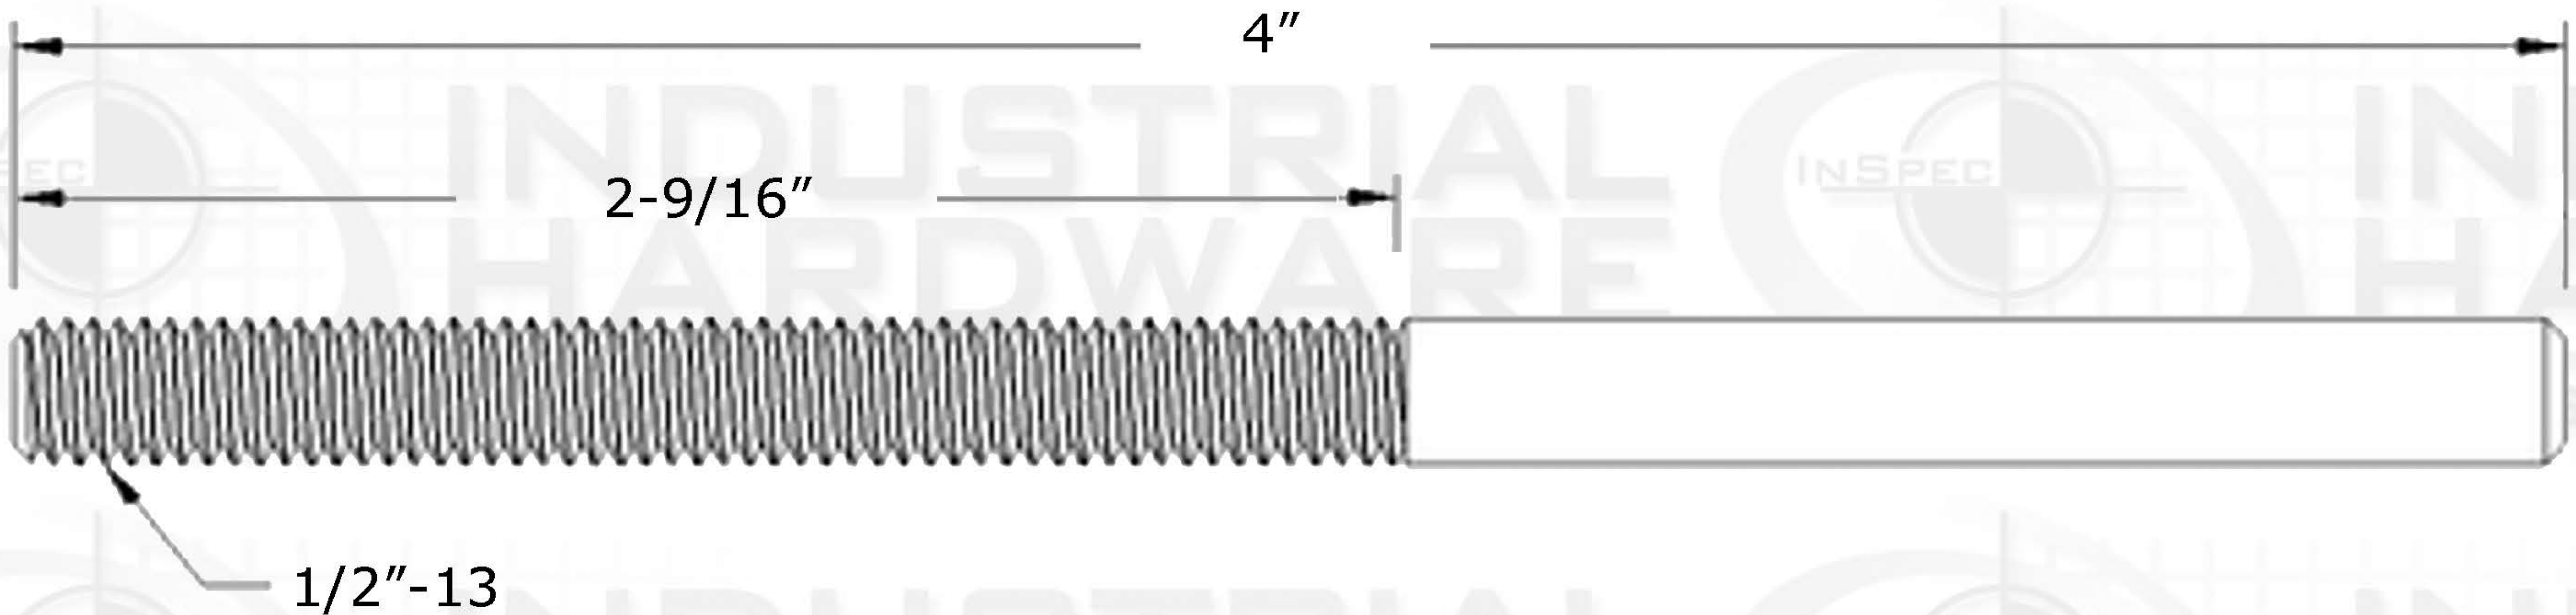 4″
INDUSTRIAL
HARDWARE
INSPEC
2-9/16″
1/2″-13